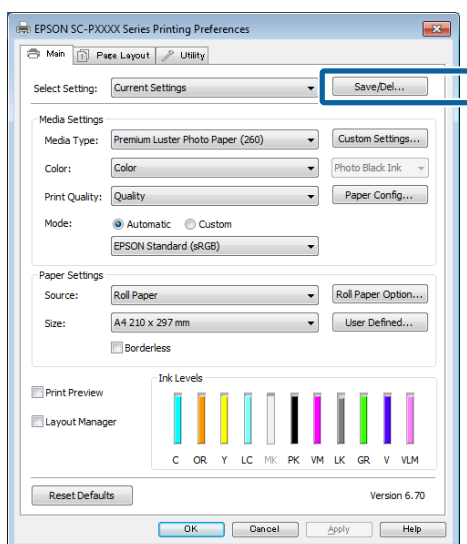 EPSON SC-PXXXX Series Printing Preferences
Main Page Layout Utility
Select Setting: Current Settings Save/Del...
Media Settings
Media Type: Premium Luster Photo Paper (260) Custom Settings...
Color: Color Photo Black Ink
Print Quality: Quality Paper Config...
Mode: Automatic Custom
EPSON Standard (sRGB)
Paper Settings
Source: Roll Paper Roll Paper Option...
Size: A4 210 x 297 mm User Defined...
Borderless
Ink Levels
Print Preview
Layout Manager
C OR Y LC MK PK VM LK GR V VLM
Reset Defaults Version 6.70
OK Cancel Apply Help